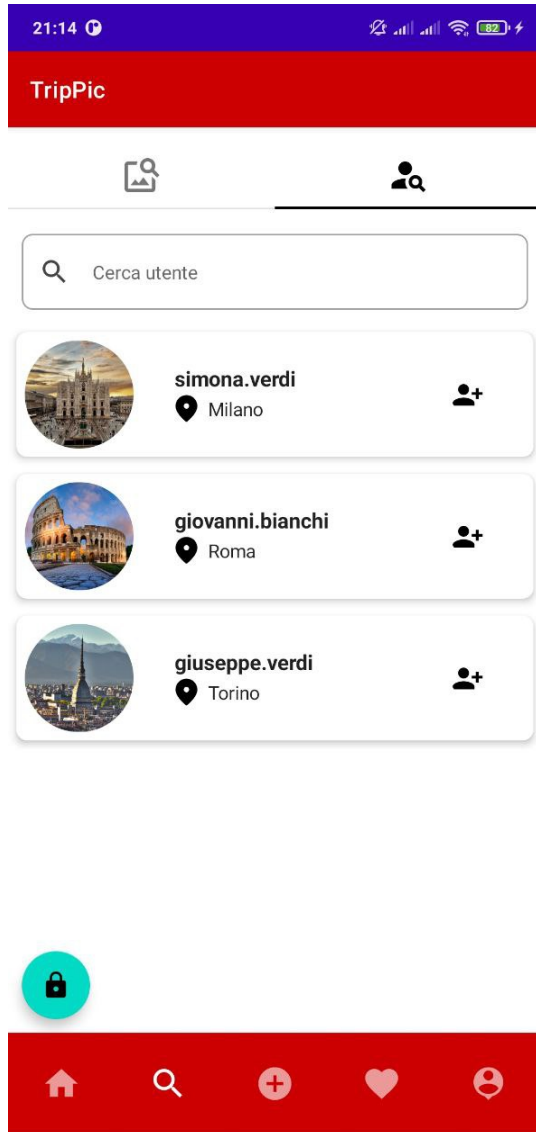 21:14
82
TripPic
Cerca utente
simona.verdi
Milano
giovanni.bianchi
Roma
giuseppe.verdi
Torino